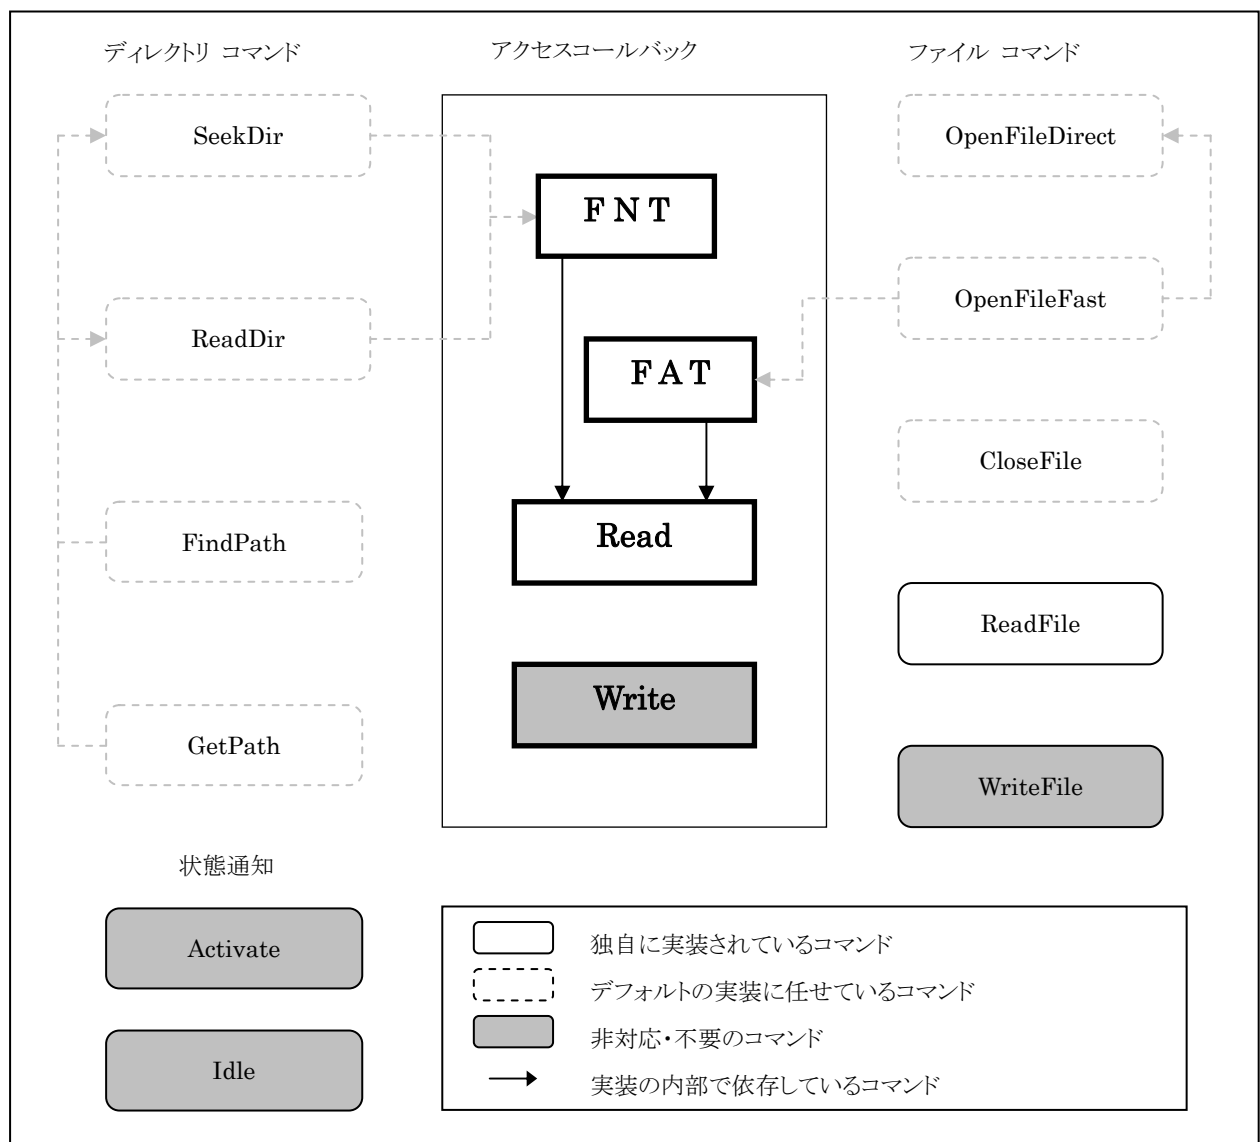 ディレクトリ コマンド
アクセスコールバック
ファイル コマンド
SeekDir
OpenFileDirect
FNT
OpenFileFast
ReadDir
FAT
CloseFile
FindPath
Read
ReadFile
Write
GetPath
WriteFile
状態通知
Activate
Idle
独自に実装されているコマンド
デフォルトの実装に任せているコマンド
非対応・不要のコマンド
実装の内部で依存しているコマンド